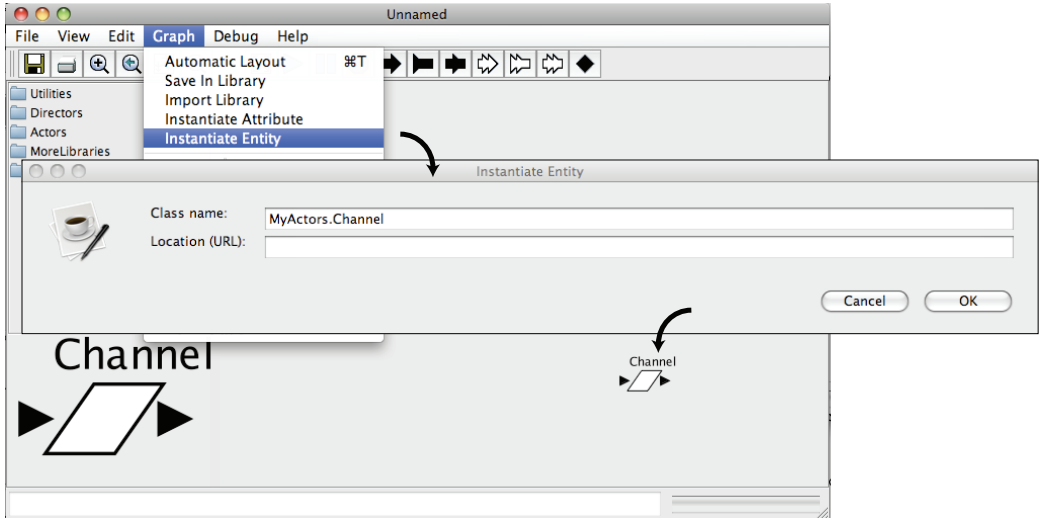 Unnamed
File View Edit Graph Debug Help
Automatic Layout ⌘T
Save In Library
Import Library
Instantiate Attribute
Instantiate Entity
Utilities
Directors
Actors
MoreLibraries
Instantiate Entity
Class name: MyActors.Channel
Location (URL):
Cancel OK
Channel
Channel